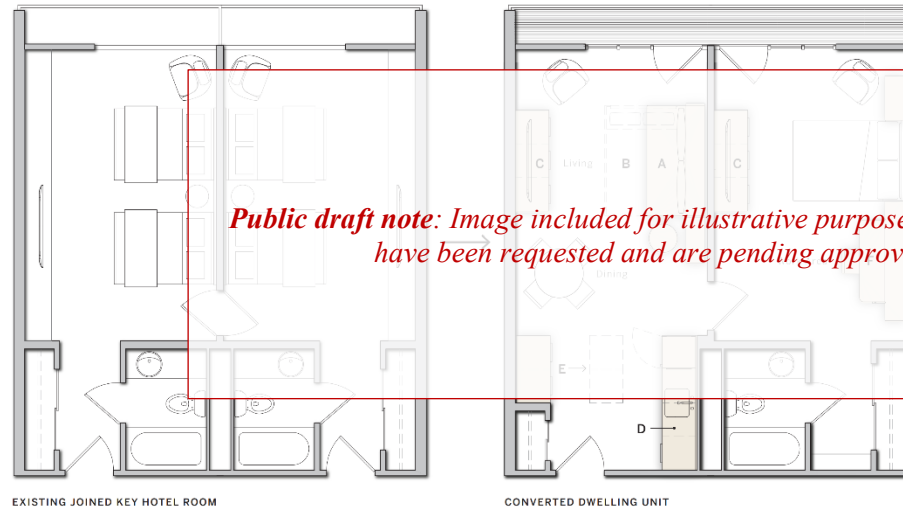 C
Living
B
A
C
Public draft note: Image included for illustrative purpose
have been requested and are pending approv
Dining
E
D
EXISTING JOINED KEY HOTEL ROOM
CONVERTED DWELLING UNIT